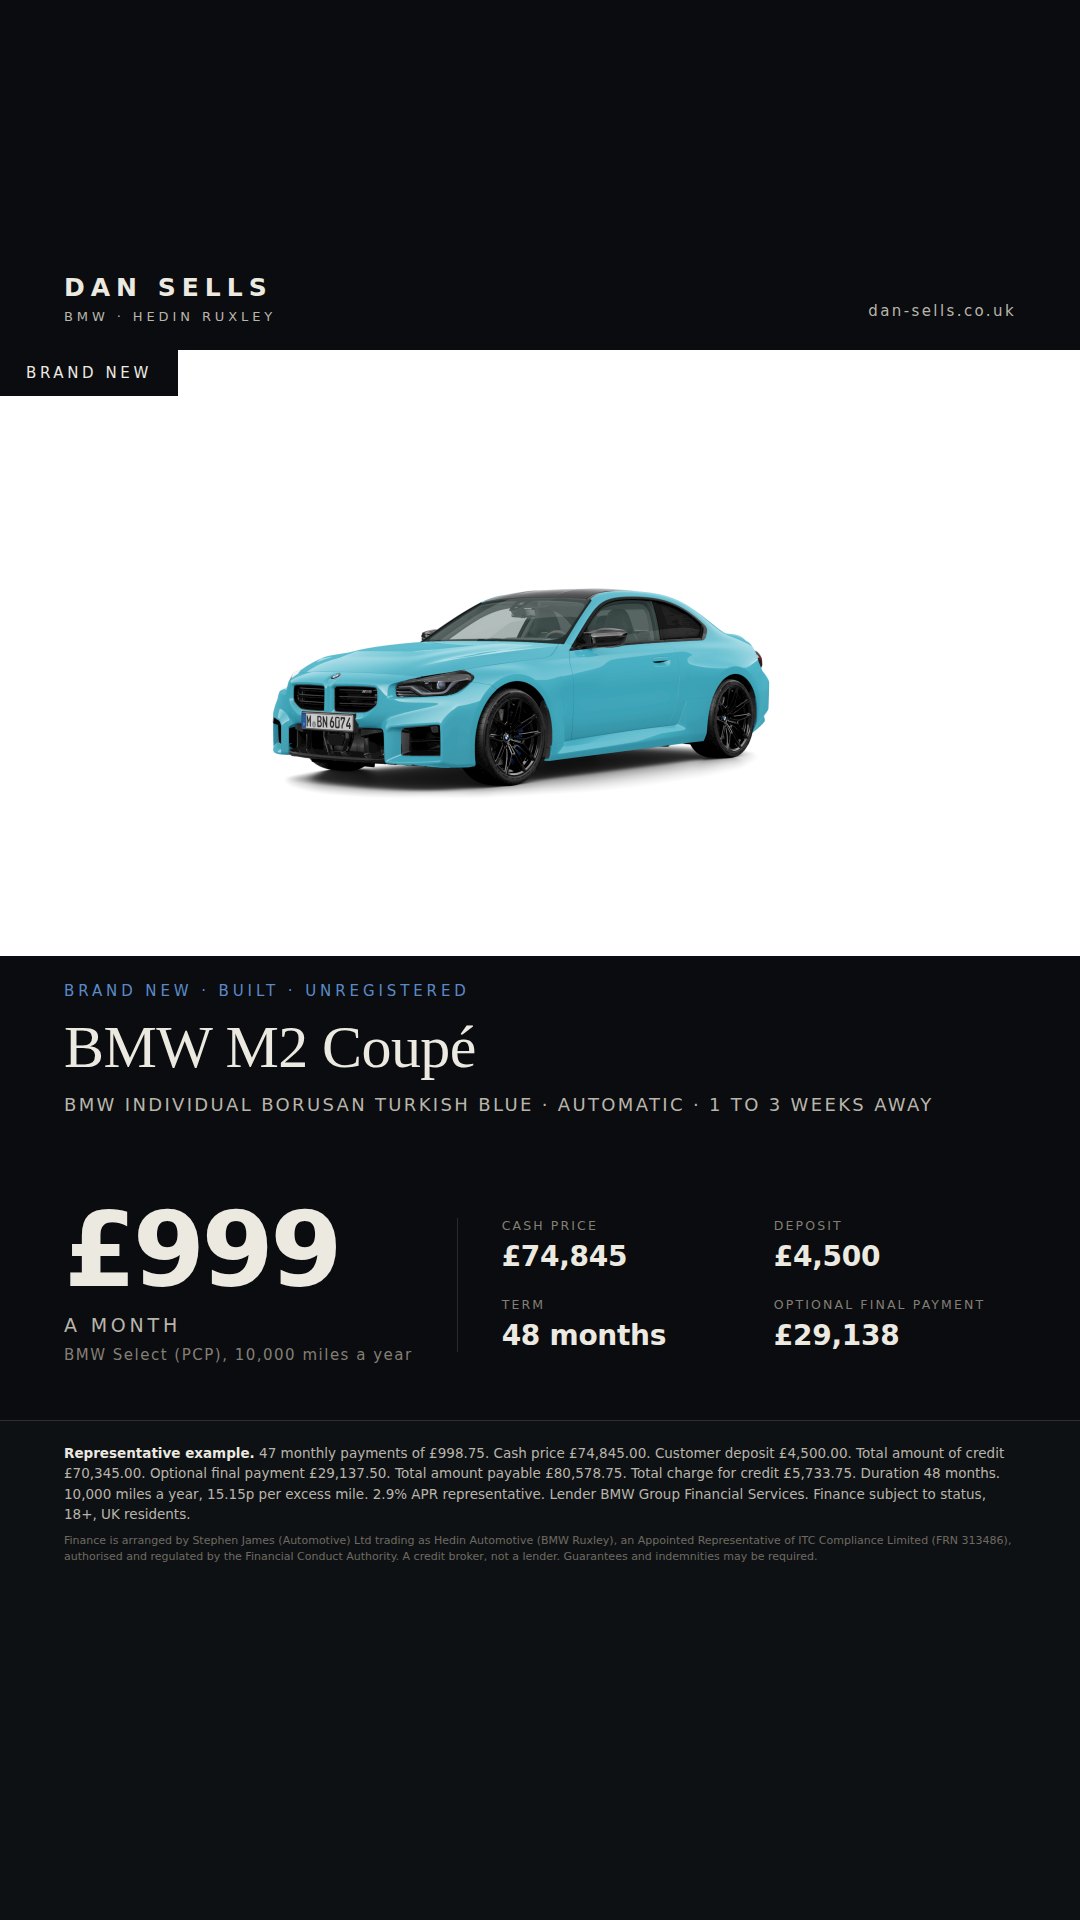 DAN SELLS
BMW · HEDIN RUXLEY
dan-sells.co.uk
BRAND NEW
M BN 6074
BRAND NEW · BUILT · UNREGISTERED
BMW M2 Coupé
BMW INDIVIDUAL BORUSAN TURKISH BLUE · AUTOMATIC · 1 TO 3 WEEKS AWAY
£999
A MONTH
BMW Select (PCP), 10,000 miles a year
CASH PRICE
£74,845
DEPOSIT
£4,500
TERM
48 months
OPTIONAL FINAL PAYMENT
£29,138
Representative example. 47 monthly payments of £998.75. Cash price £74,845.00. Customer deposit £4,500.00. Total amount of credit
£70,345.00. Optional final payment £29,137.50. Total amount payable £80,578.75. Total charge for credit £5,733.75. Duration 48 months.
10,000 miles a year, 15.15p per excess mile. 2.9% APR representative. Lender BMW Group Financial Services. Finance subject to status,
18+, UK residents.
Finance is arranged by Stephen James (Automotive) Ltd trading as Hedin Automotive (BMW Ruxley), an Appointed Representative of ITC Compliance Limited (FRN 313486),
authorised and regulated by the Financial Conduct Authority. A credit broker, not a lender. Guarantees and indemnities may be required.